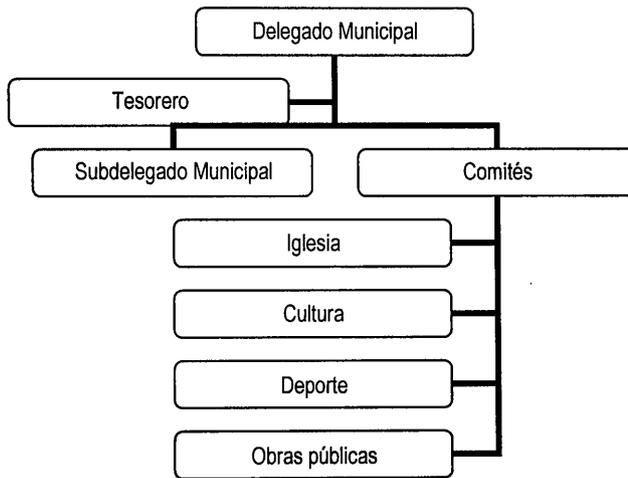 Delegado Municipal
Tesorero
Subdelegado Municipal
Comités
Iglesia
Cultura
Deporte
Obras públicas